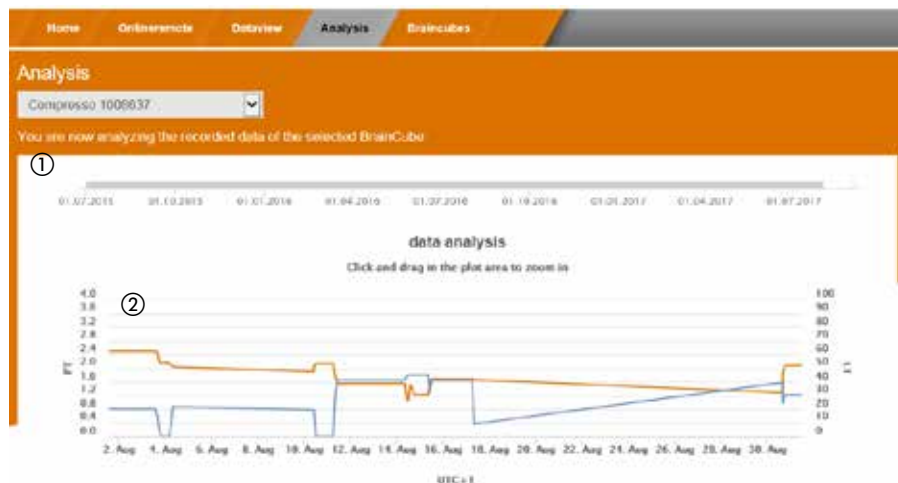 Home Onlineremote Dataview Analysis Braincubes
Analysis
Compresso 1008637
You are now analyzing the recorded data of the selected BrainCube
①
01.07.2015 01.10.2015 01.01.2016 01.04.2016 01.07.2016 01.10.2016 01.01.2017 01.04.2017 01.07.2017
data analysis
Click and drag in the plot area to zoom in
②
4.0 100
3.6 90
3.2 80
2.8 70
2.4 60
2.0 50
1.6 40
1.2 30
0.8 20
0.4 10
0.0 0
PT
LT
2. Aug 4. Aug 6. Aug 8. Aug 10. Aug 12. Aug 14. Aug 16. Aug 18. Aug 20. Aug 22. Aug 24. Aug 26. Aug 28. Aug 30. Aug
UTC+1